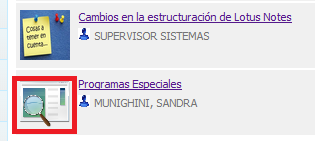 Cosas a
tener en
cuenta...
Cambios en la estructuración de Lotus Notes
SUPERVISOR SISTEMAS
Programas Especiales
MUNIGHINI, SANDRA